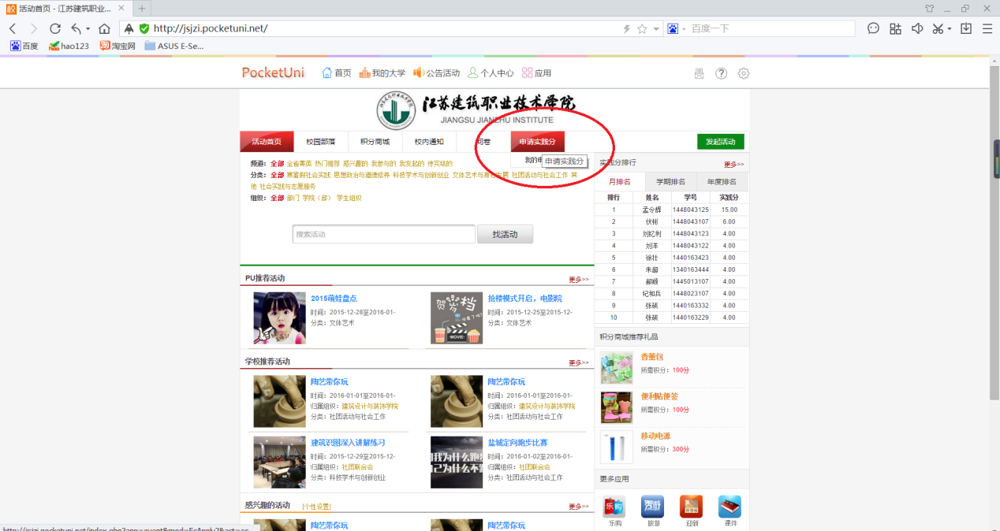 活动首页 - 江苏建筑职业...
http://jsjzi.pocketuni.net/
百度一下
百度 hao123 淘宝网 ASUS E-Se...
PocketUni 首页 我的大学 公告活动 个人中心 应用
江苏建筑职业技术学院
JIANGSU JIANZHU INSTITUTE
活动首页 校园部落 积分商城 校内通知 问卷 申请实践分 发起活动
我的申
申请实践分
频道: 全部 全省菁英 热门推荐 感兴趣的 我参与的 我发起的 待完结的
分类: 全部 寒暑假社会实践 思想政治与道德修养 科技学术与创新创业 文体艺术与身心发展 社团活动与社会工作 其
他 社会实践与志愿服务
组织: 全部 部门 学院（部） 学生组织
搜索活动 找活动
实践分排行 更多>>
月排名 学期排名 年度排名
排行 姓名 学号 实践分
1 孟令辉 1448043125 15.00
2 伏彬 1448043107 6.00
3 刘忆利 1448043123 4.00
4 刘洋 1448043122 4.00
5 徐壮 1440163423 4.00
6 朱超 1340163444 4.00
7 郝顺 1445013107 4.00
8 纪和兵 1448023107 4.00
9 张硕 1440163332 4.00
10 张硕 1440163229 4.00
PU推荐活动 更多>>
2015萌娃盘点
时间: 2015-12-28至2016-01-
分类: 文体艺术
贺岁档
MOVIE
抢楼模式开启，电影院
时间: 2015-12-25至2015-12-
分类: 文体艺术
学校推荐活动 更多>>
陶艺带你玩
时间: 2016-01-01至2016-01-
归属组织: 建筑设计与装饰学院
分类: 社团活动与社会工作
陶艺带你玩
时间: 2016-01-01至2016-01-
归属组织: 建筑设计与装饰学院
分类: 社团活动与社会工作
建筑识图深入讲解练习
时间: 2015-12-29至2015-12-
归属组织: 社团联合会
分类: 科技学术与创新创业
我为什么跑
己为什么不
盐城定向跑步比赛
时间: 2016-01-02至2016-01-
归属组织: 社团联合会
分类: 社团活动与社会工作
感兴趣的活动 [个性设置] 更多>>
陶艺带你玩
陶艺带你玩
积分商城推荐礼品
香薰包
所需积分: 100分
便利贴便签
所需积分: 100分
移动电源
所需积分: 300分
更多应用
乐购 旅游 迎新 课件